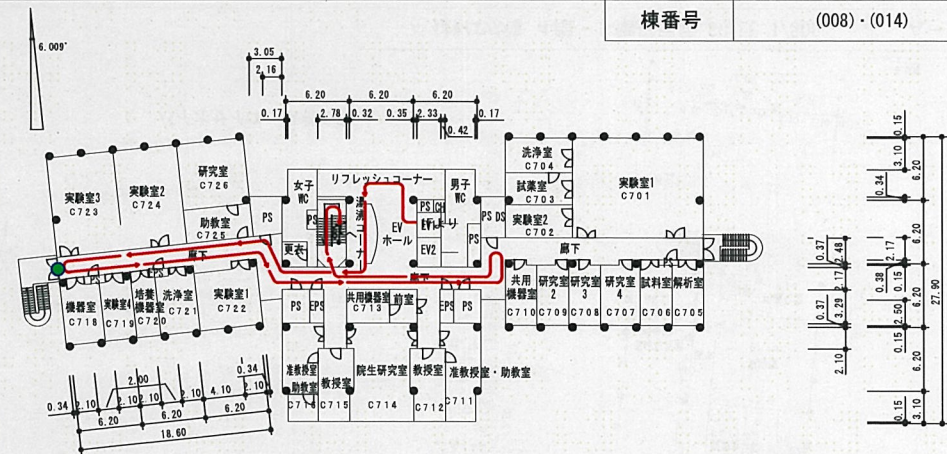 棟番号
(008)・(014)
6.009°
3.05
2.16
6.20 6.20 6.20
0.17 2.78 0.32 0.35 2.33 0.17
0.42
実験室3
C723
実験室2
C724
研究室
C726
助教室
C725
PS
女子
WC
リフレッシュコーナー
男子
WC
PS
湯沸コーナー
EV
ホール
PS
EV2
PS
更衣
PS DS
洗浄室
C704
試薬室
C703
実験室2
C702
実験室1
C701
廊下
廊下
廊下
PS
EPS
機器室
C718
実験室4
C719
培養
機器室
C720
洗浄室
C721
実験室1
C722
PS
EPS
共用機器室
C713
前室
EPS
PS
共用
機器室
C710
研究室
2
C709
研究室
3
C708
研究室
4
C707
試料室
C706
解析室
C705
PS
准教授室
助教室
C716
教授室
C715
院生研究室
C714
教授室
C712
准教授室・助教室
C711
0.34 2.10 2.00 2.10 2.10 2.10 4.10 0.34 2.10
6.20 6.20 6.20
18.60
0.15
3.10
6.20
0.34
6.20
0.37
2.48
2.17
2.17
0.38
0.15
6.20
0.37
3.29
2.50
0.15
2.10
6.20
0.15
3.10
27.90